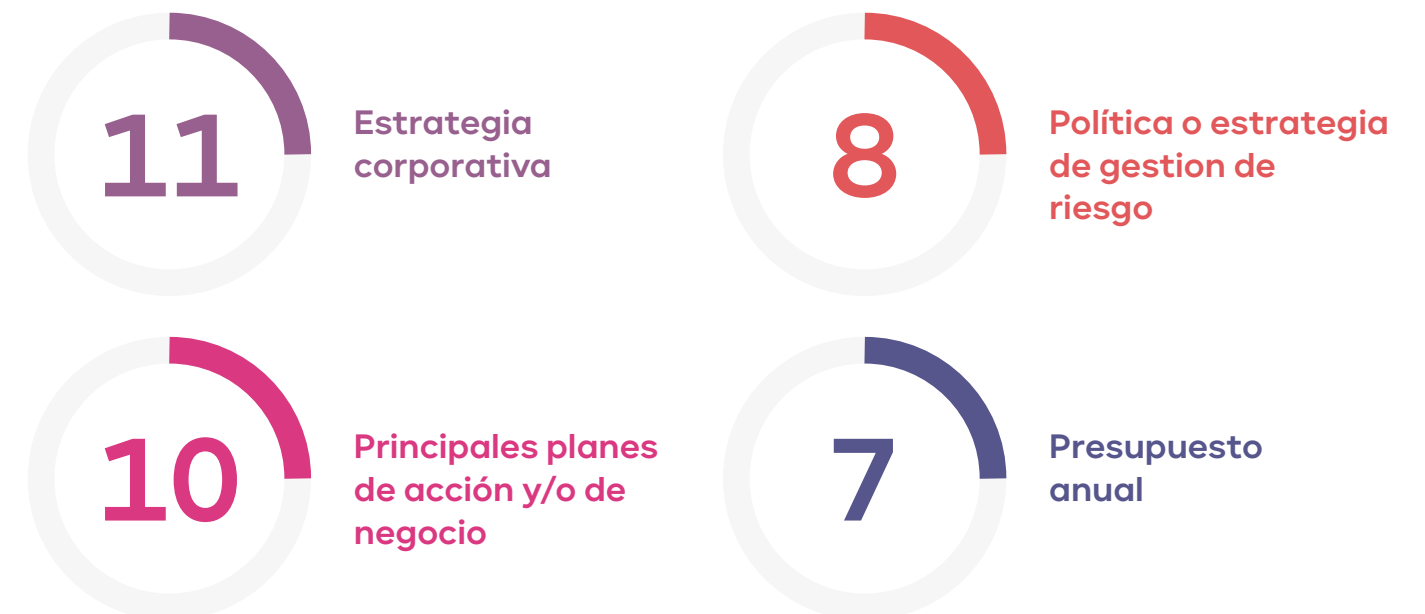 11
Estrategia
corporativa
8
Política o estrategia
de gestion de
riesgo
10
Principales planes
de acción y/o de
negocio
7
Presupuesto
anual